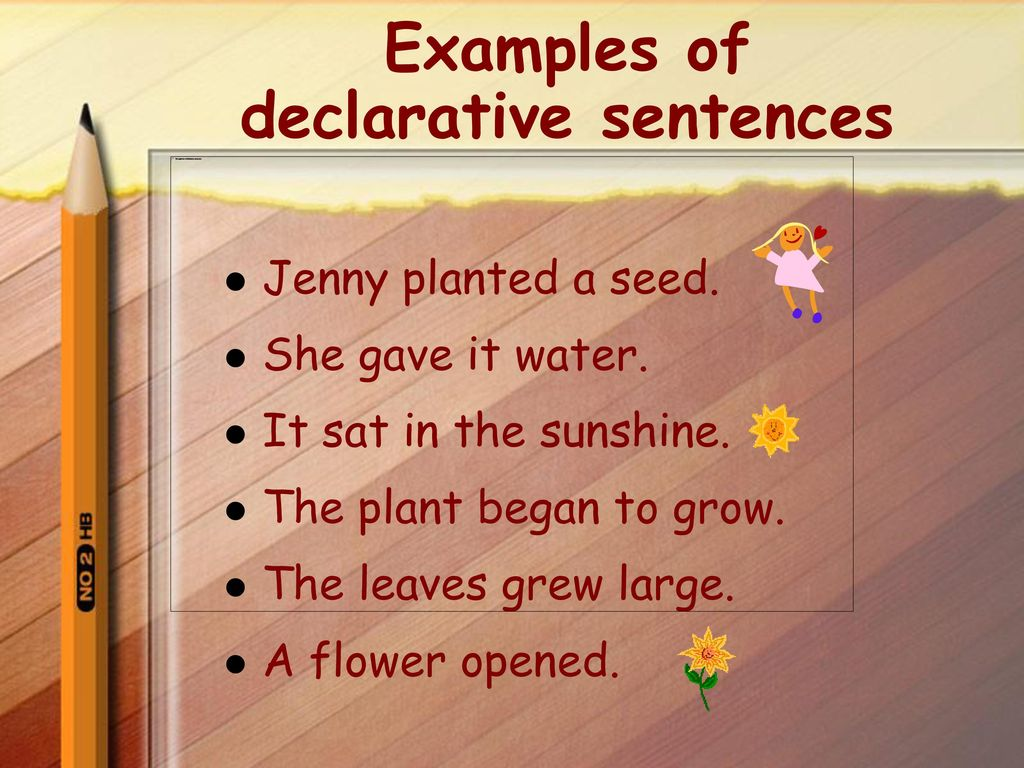 Examples of
declarative sentences
● Jenny planted a seed.
● She gave it water.
● It sat in the sunshine.
● The plant began to grow.
● The leaves grew large.
● A flower opened.
NO 2 HB